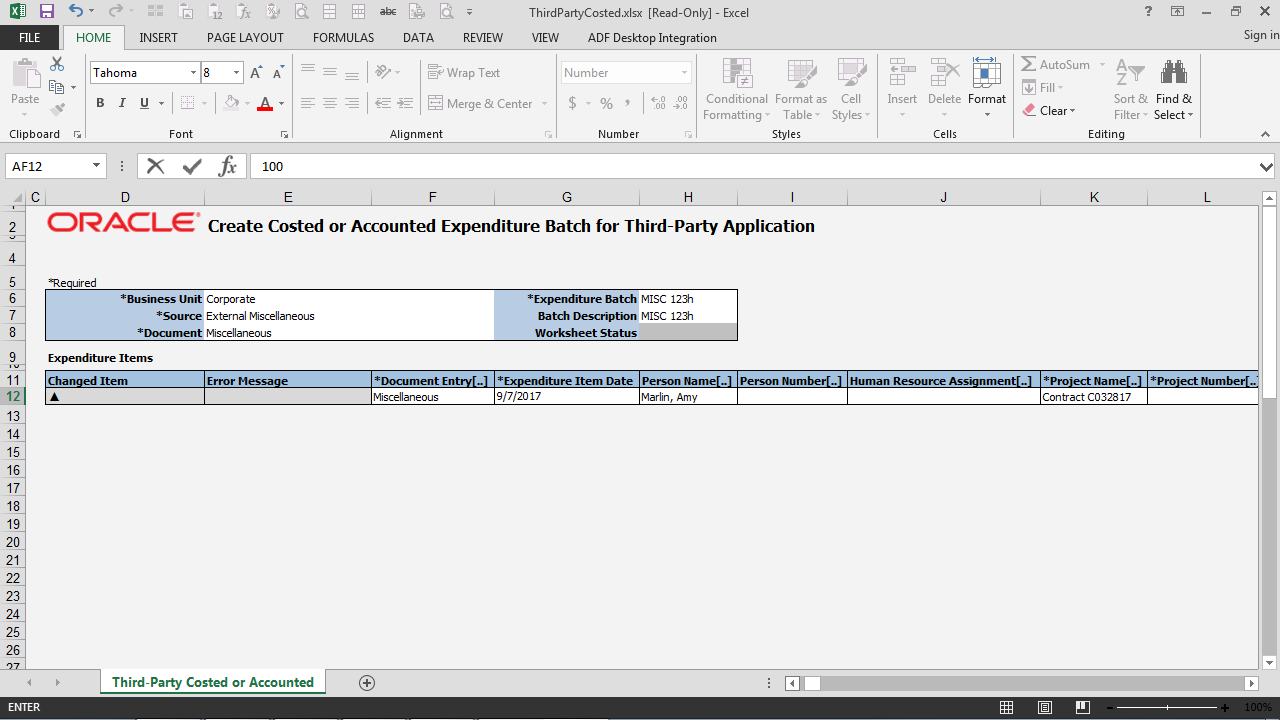 ThirdPartyCosted.xlsx [Read-Only] - Excel
FILE HOME INSERT PAGE LAYOUT FORMULAS DATA REVIEW VIEW ADF Desktop Integration Sign in
Tahoma 8 Wrap Text Number AutoSum
Fill
Paste B I U Merge & Center $ % , Conditional Formatting Format as Table Cell Styles Insert Delete Format Clear Sort & Filter Find & Select
Clipboard Font Alignment Number Styles Cells Editing
AF12 fx 100
C D E F G H I J K L
2 ORACLE Create Costed or Accounted Expenditure Batch for Third-Party Application
4
5 *Required
6 *Business Unit Corporate *Expenditure Batch MISC 123h
7 *Source External Miscellaneous Batch Description MISC 123h
8 *Document Miscellaneous Worksheet Status
9 Expenditure Items
11 Changed Item Error Message *Document Entry[..] *Expenditure Item Date Person Name[..] Person Number[..] Human Resource Assignment[..] *Project Name[..] *Project Number[..]
12 ▲ Miscellaneous 9/7/2017 Marlin, Amy Contract C032817
13
14
15
16
17
18
19
20
21
22
23
24
25
26
27
Third-Party Costed or Accounted
ENTER 100%